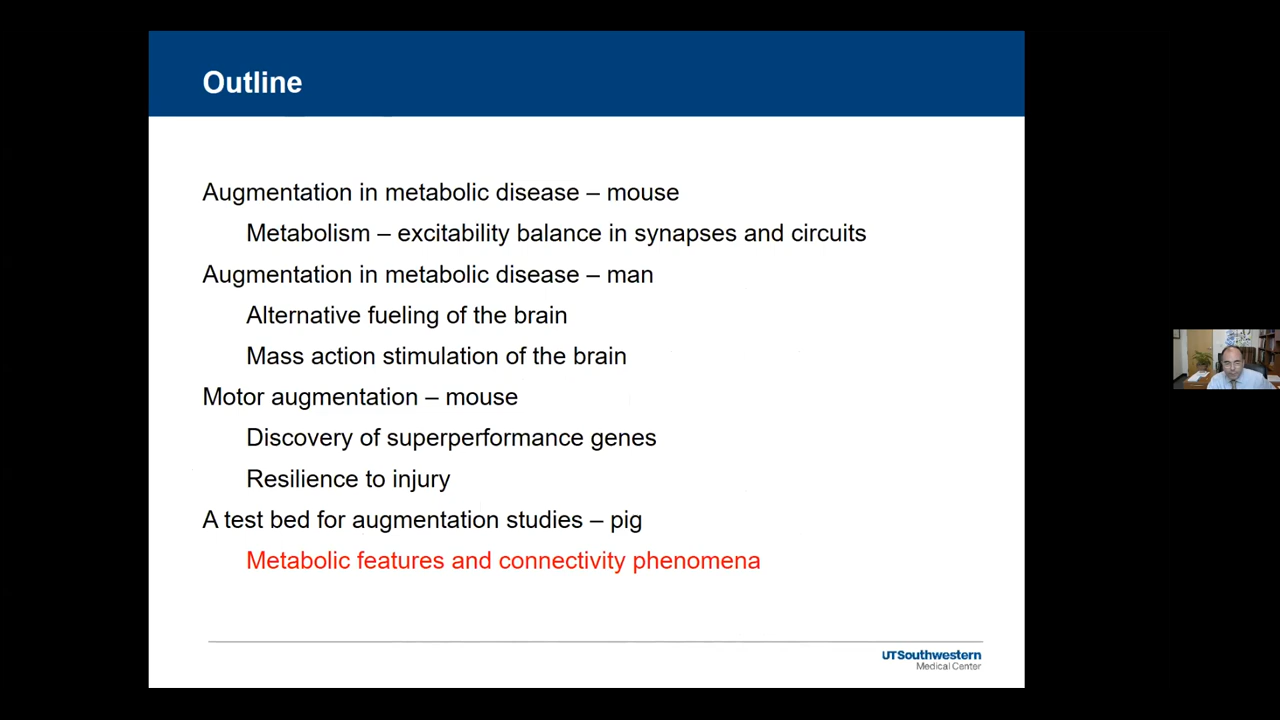 Outline
Augmentation in metabolic disease – mouse
Metabolism – excitability balance in synapses and circuits
Augmentation in metabolic disease – man
Alternative fueling of the brain
Mass action stimulation of the brain
Motor augmentation – mouse
Discovery of superperformance genes
Resilience to injury
A test bed for augmentation studies – pig
Metabolic features and connectivity phenomena
UTSouthwestern
Medical Center